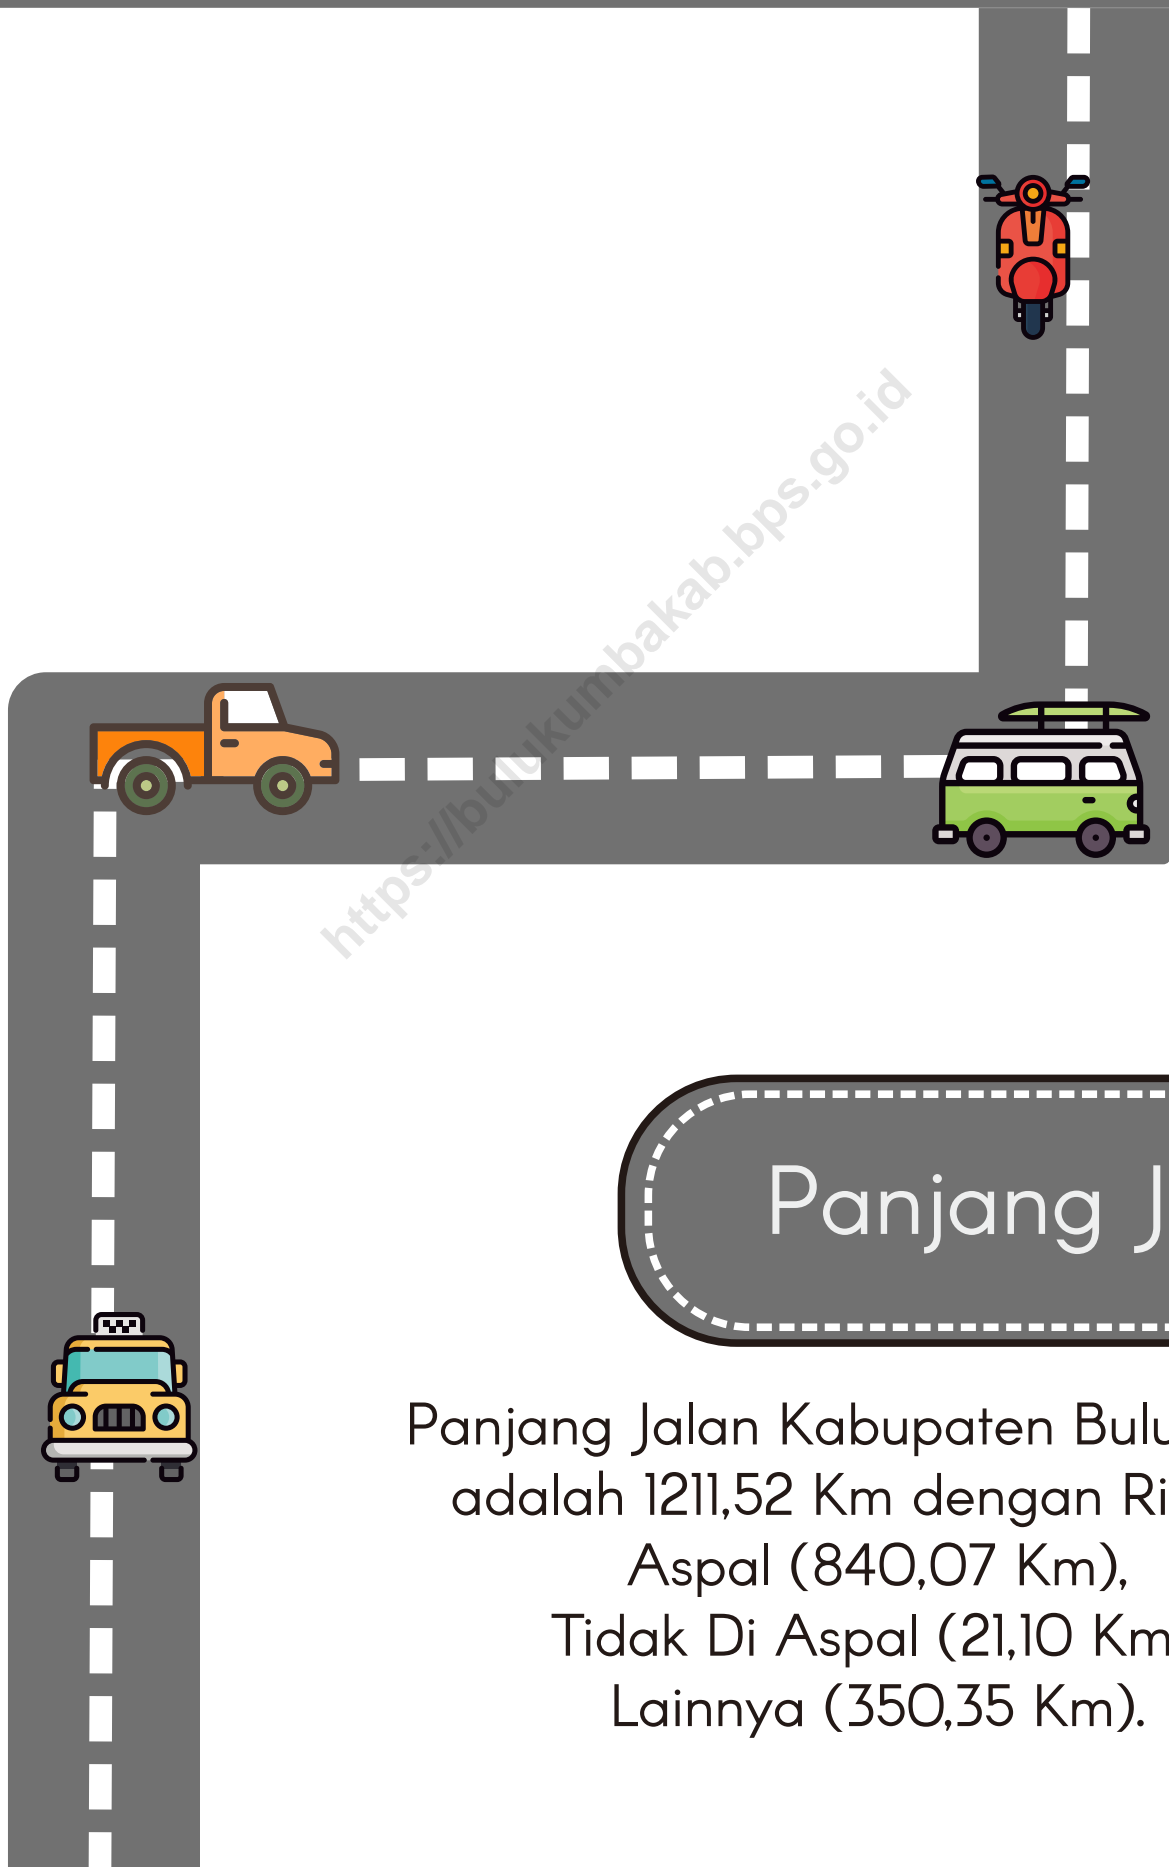 https://bulukumbakab.bps.go.id
Panjang J
Panjang Jalan Kabupaten Bulu
adalah 1211,52 Km dengan Ri
Aspal (840,07 Km),
Tidak Di Aspal (21,10 Km
Lainnya (350,35 Km).